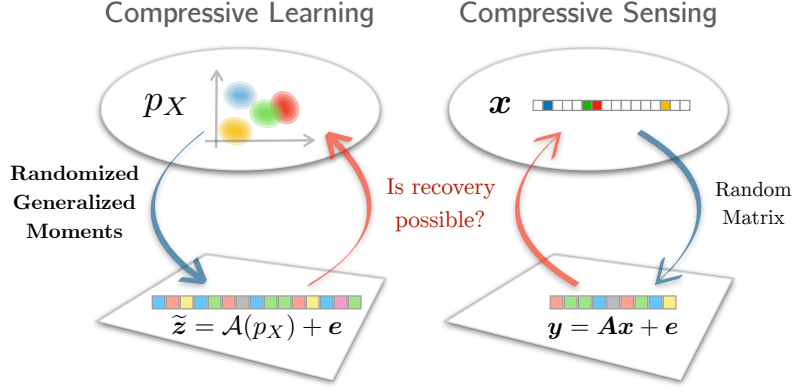 Compressive Learning
Compressive Sensing
p_X
x
Randomized
Generalized
Moments
Is recovery
possible?
Random
Matrix
z̃ = 𝒜(p_X) + e
y = Ax + e